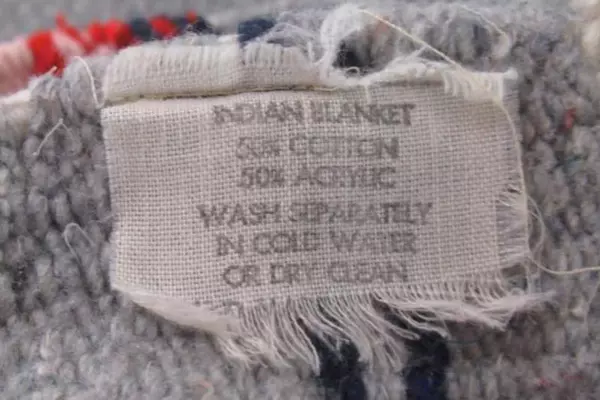 INDIAN BLANKET
50% COTTON
50% ACRYLIC
WASH SEPARATELY
IN COLD WATER
OR DRY CLEAN